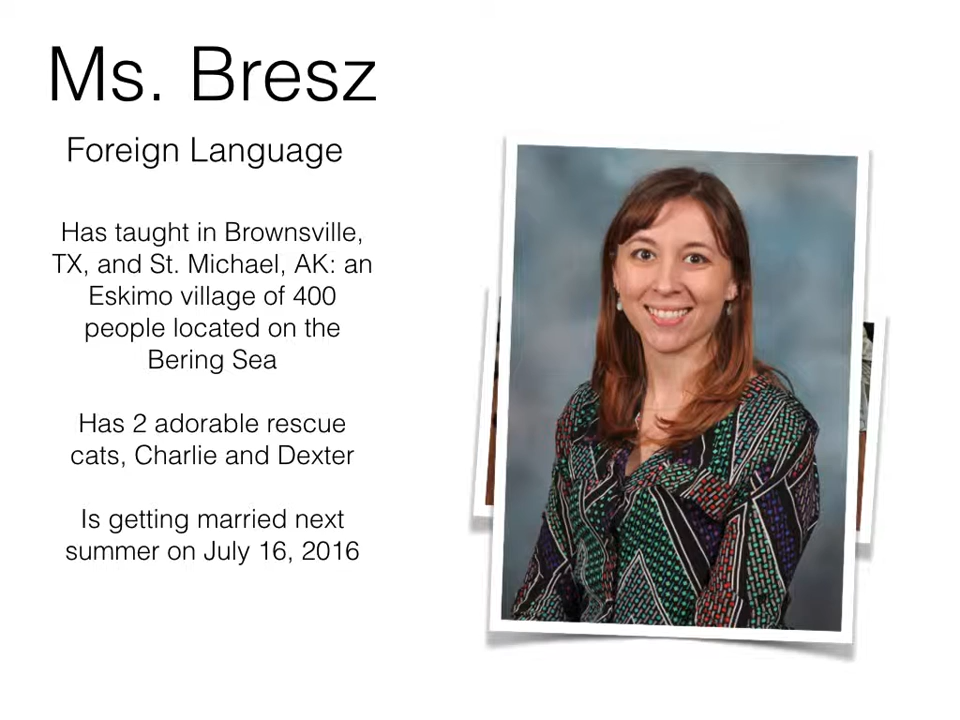 Ms. Bresz
Foreign Language
Has taught in Brownsville,
TX, and St. Michael, AK: an
Eskimo village of 400
people located on the
Bering Sea
Has 2 adorable rescue
cats, Charlie and Dexter
Is getting married next
summer on July 16, 2016